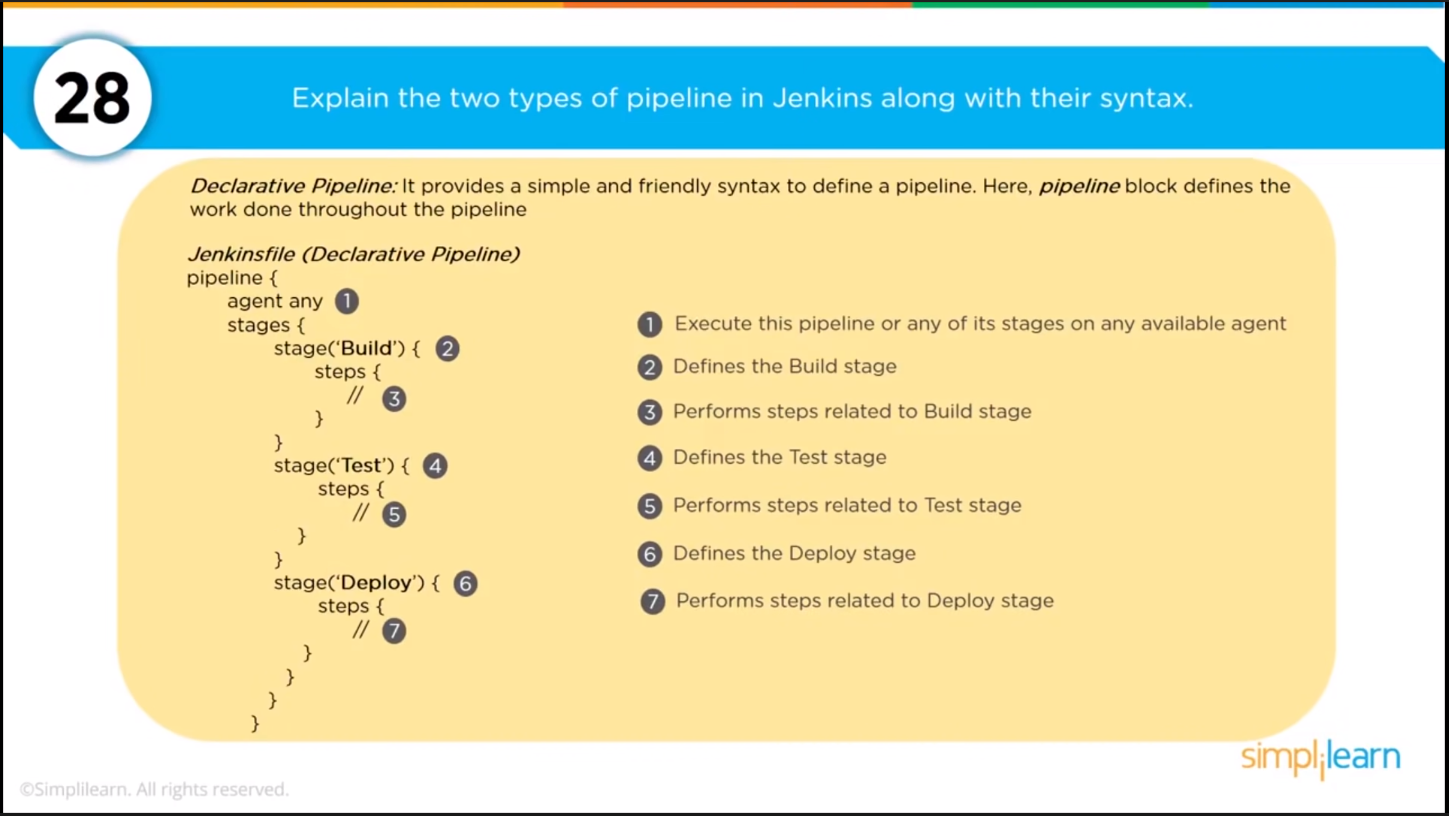 28
Explain the two types of pipeline in Jenkins along with their syntax.
Declarative Pipeline: It provides a simple and friendly syntax to define a pipeline. Here, pipeline block defines the
work done throughout the pipeline
Jenkinsfile (Declarative Pipeline)
pipeline {
agent any 1
stages {
stage(‘Build’) { 2
steps {
// 3
}
}
stage(‘Test’) { 4
steps {
// 5
}
}
stage(‘Deploy’) { 6
steps {
// 7
}
}
}
}
1 Execute this pipeline or any of its stages on any available agent
2 Defines the Build stage
3 Performs steps related to Build stage
4 Defines the Test stage
5 Performs steps related to Test stage
6 Defines the Deploy stage
7 Performs steps related to Deploy stage
simplilearn
©Simplilearn. All rights reserved.